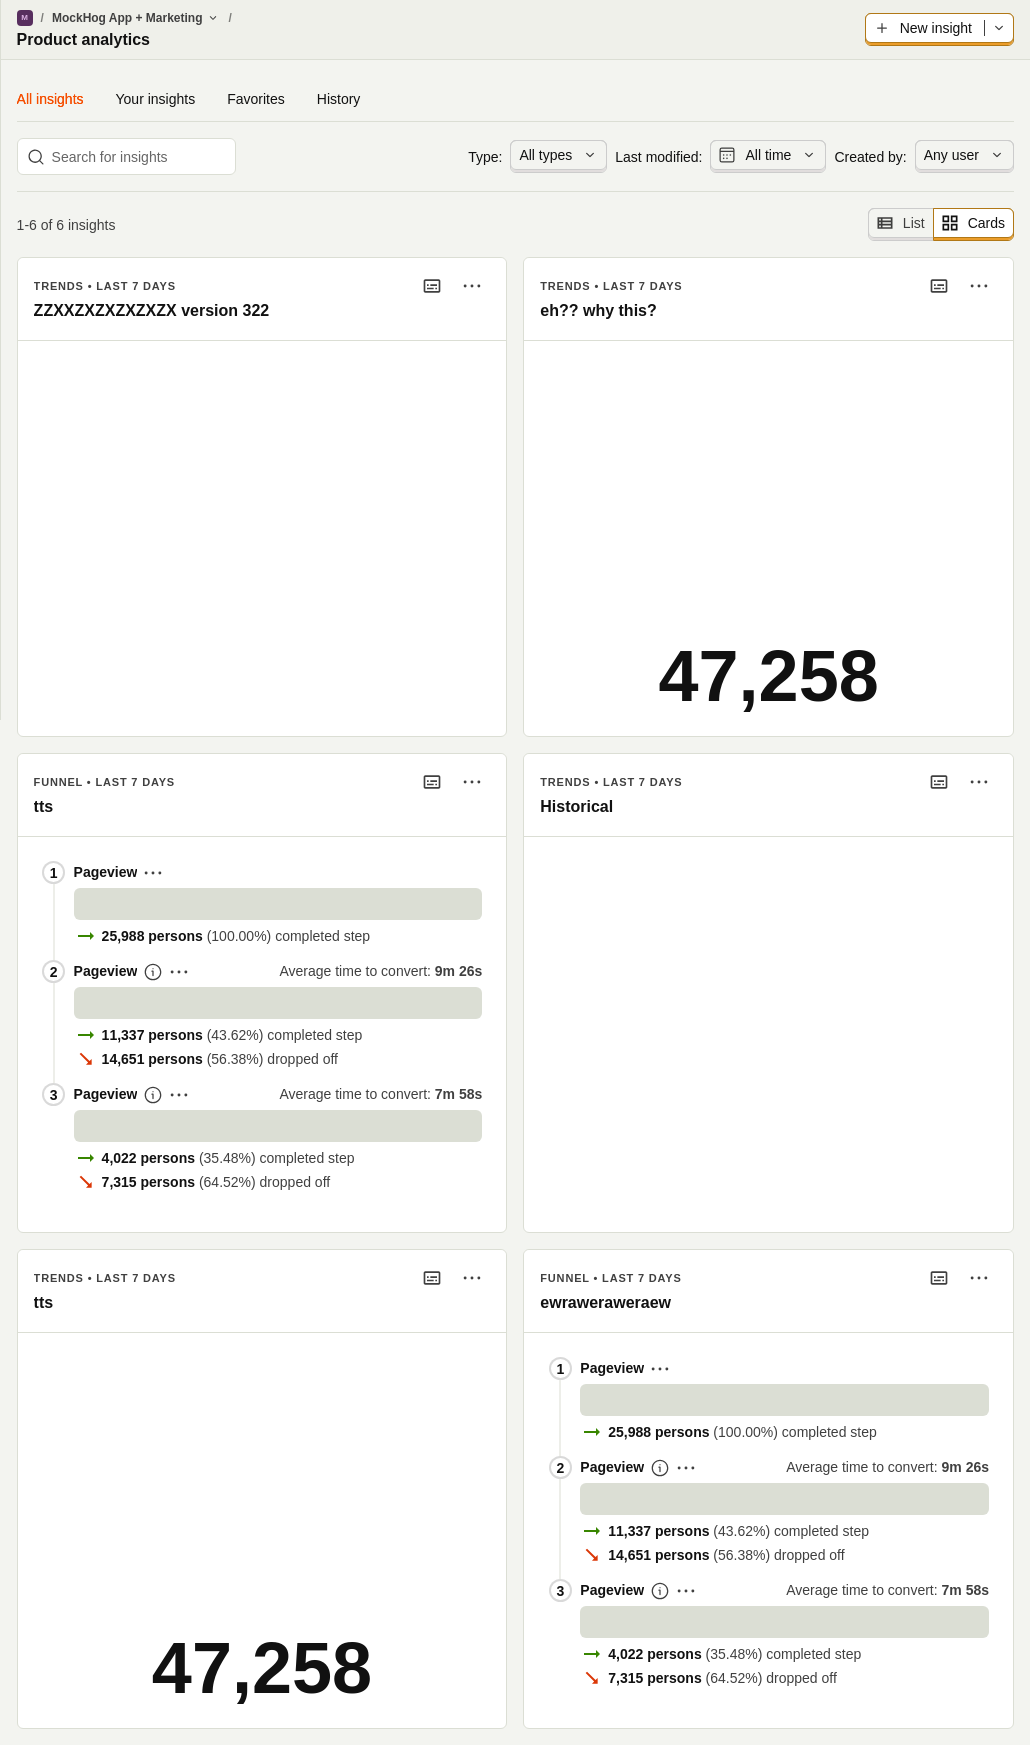 M / MockHog App + Marketing /
Product analytics
New insight
All insights Your insights Favorites History
Search for insights
Type: All types Last modified: All time Created by: Any user
1-6 of 6 insights
List Cards
TRENDS • LAST 7 DAYS
ZZXXZXZXZXZXZX version 322
TRENDS • LAST 7 DAYS
eh?? why this?
47,258
FUNNEL • LAST 7 DAYS
tts
1 Pageview
25,988 persons (100.00%) completed step
2 Pageview Average time to convert: 9m 26s
11,337 persons (43.62%) completed step
14,651 persons (56.38%) dropped off
3 Pageview Average time to convert: 7m 58s
4,022 persons (35.48%) completed step
7,315 persons (64.52%) dropped off
TRENDS • LAST 7 DAYS
Historical
TRENDS • LAST 7 DAYS
tts
47,258
FUNNEL • LAST 7 DAYS
ewraweraweraew
1 Pageview
25,988 persons (100.00%) completed step
2 Pageview Average time to convert: 9m 26s
11,337 persons (43.62%) completed step
14,651 persons (56.38%) dropped off
3 Pageview Average time to convert: 7m 58s
4,022 persons (35.48%) completed step
7,315 persons (64.52%) dropped off